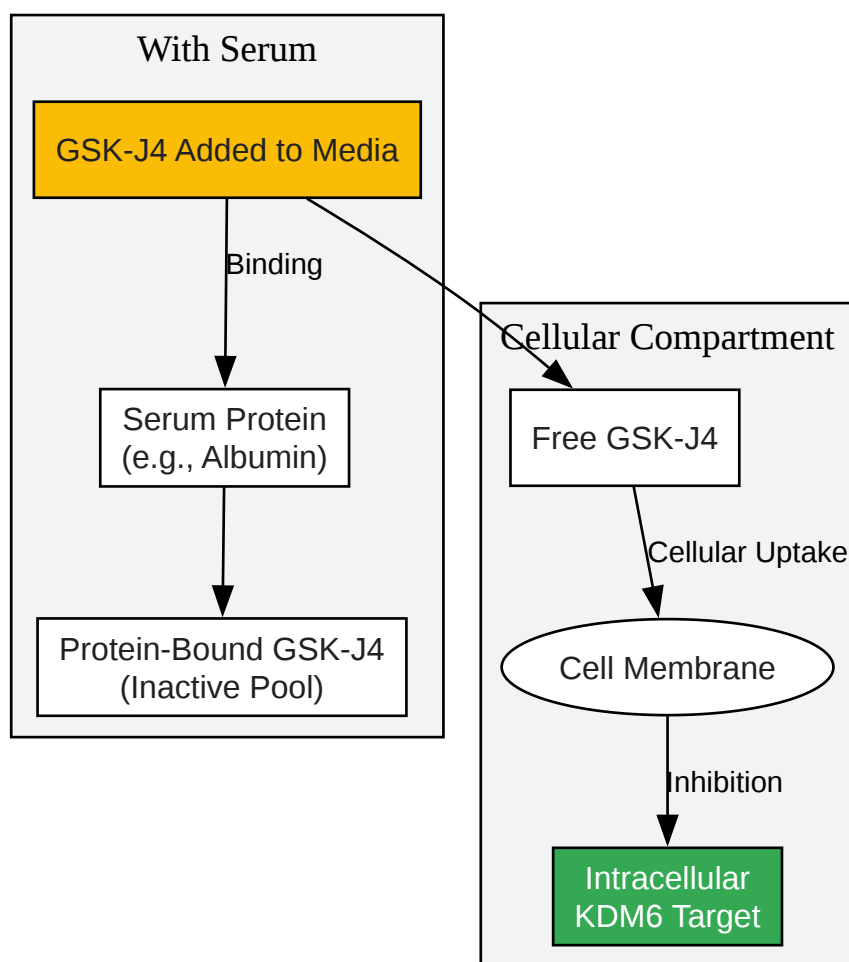 With Serum
GSK-J4 Added to Media
Binding
Serum Protein
(e.g., Albumin)
Protein-Bound GSK-J4
(Inactive Pool)
Cellular Compartment
Free GSK-J4
Cellular Uptake
Cell Membrane
Inhibition
Intracellular
KDM6 Target